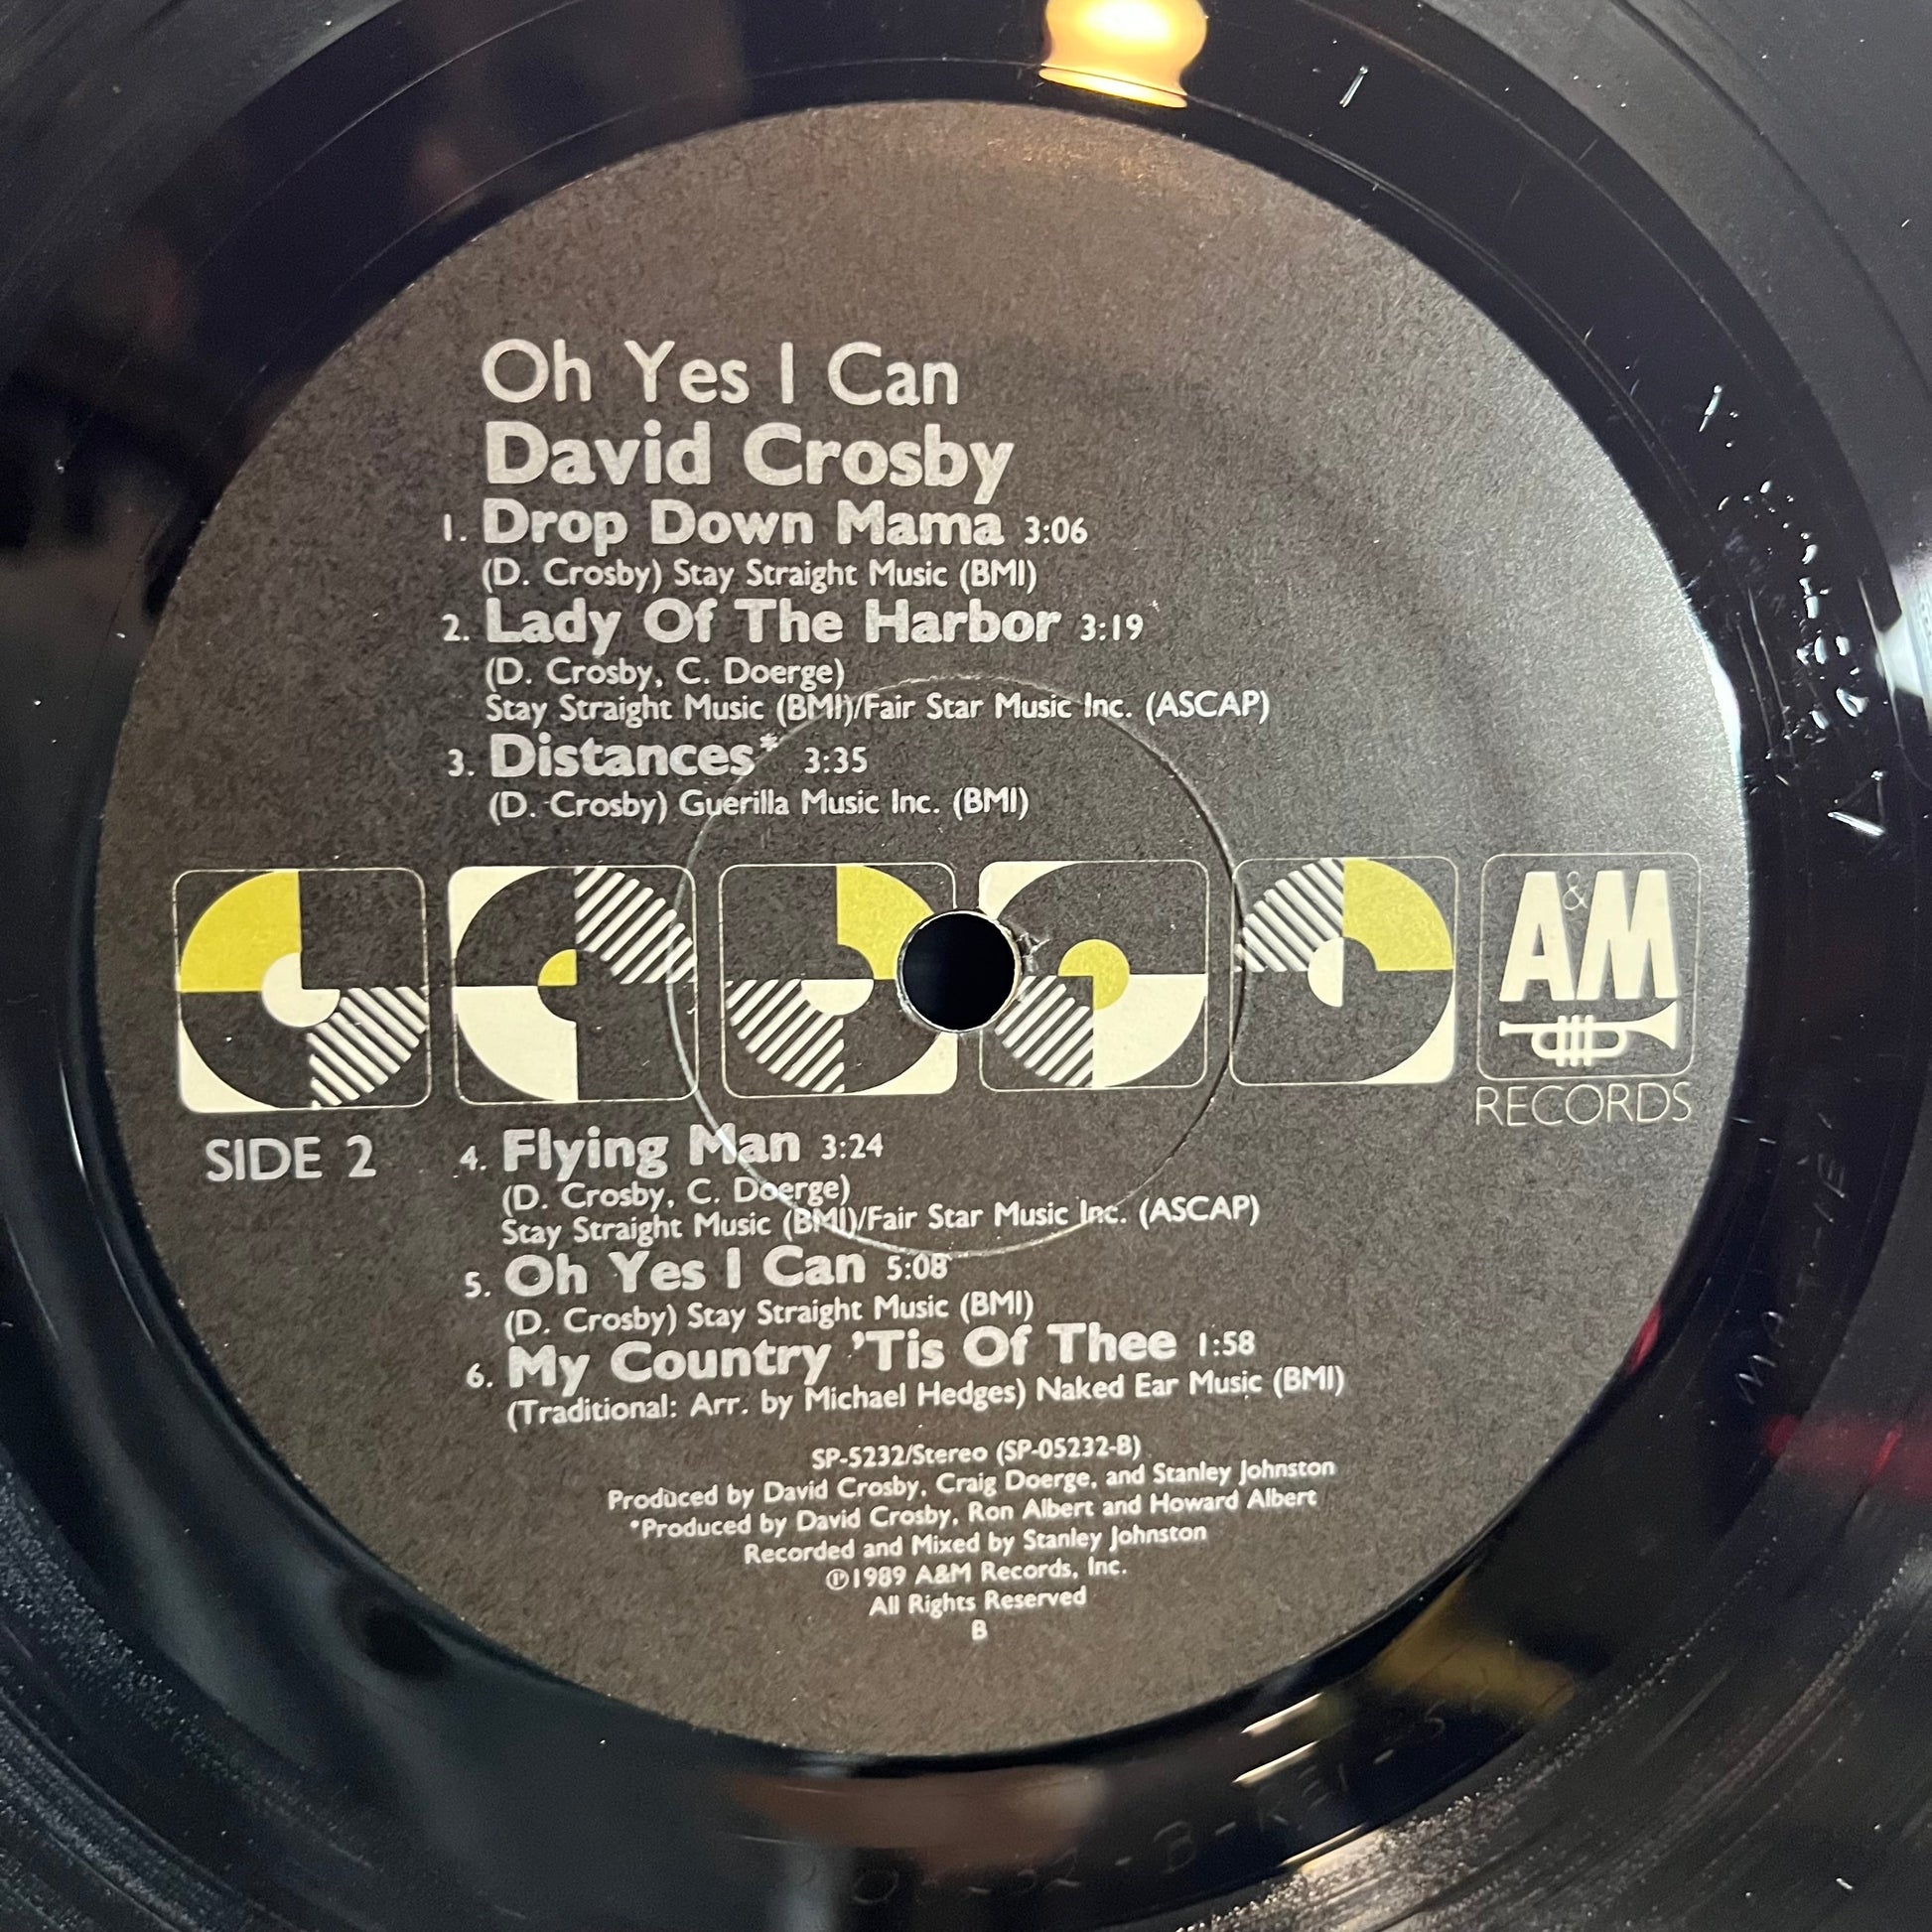 Oh Yes I Can
David Crosby
1. Drop Down Mama 3:06
(D. Crosby) Stay Straight Music (BMI)
2. Lady Of The Harbor 3:19
(D. Crosby, C. Doerge)
Stay Straight Music (BMI)/Fair Star Music Inc. (ASCAP)
3. Distances* 3:35
(D. Crosby) Guerilla Music Inc. (BMI)
A&M
RECORDS
SIDE 2
4. Flying Man 3:24
(D. Crosby, C. Doerge)
Stay Straight Music (BMI)/Fair Star Music Inc. (ASCAP)
5. Oh Yes I Can 5:08
(D. Crosby) Stay Straight Music (BMI)
6. My Country 'Tis Of Thee 1:58
(Traditional: Arr. by Michael Hedges) Naked Ear Music (BMI)
SP-5232/Stereo (SP-05232-B)
Produced by David Crosby, Craig Doerge, and Stanley Johnston
*Produced by David Crosby, Ron Albert and Howard Albert
Recorded and Mixed by Stanley Johnston
℗1989 A&M Records, Inc.
All Rights Reserved
B